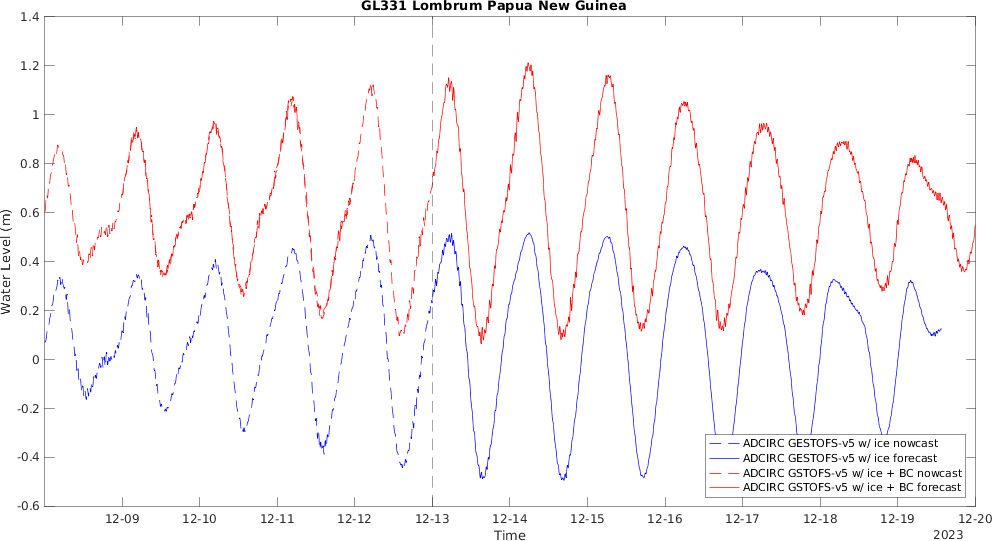 GL331 Lombrum Papua New Guinea
1.4
1.2
1
0.8
0.6
0.4
0.2
0
-0.2
-0.4
-0.6
Water Level (m)
ADCIRC GESTOFS-v5 w/ ice nowcast
ADCIRC GESTOFS-v5 w/ ice forecast
ADCIRC GSTOFS-v5 w/ ice + BC nowcast
ADCIRC GSTOFS-v5 w/ ice + BC forecast
12-09 12-10 12-11 12-12 12-13 12-14 12-15 12-16 12-17 12-18 12-19 12-20
Time
2023